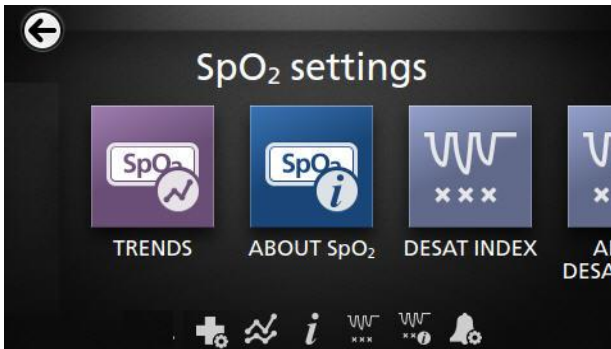 SpO₂ settings
SpO₂
SpO₂
TRENDS
ABOUT SpO₂
DESAT INDEX